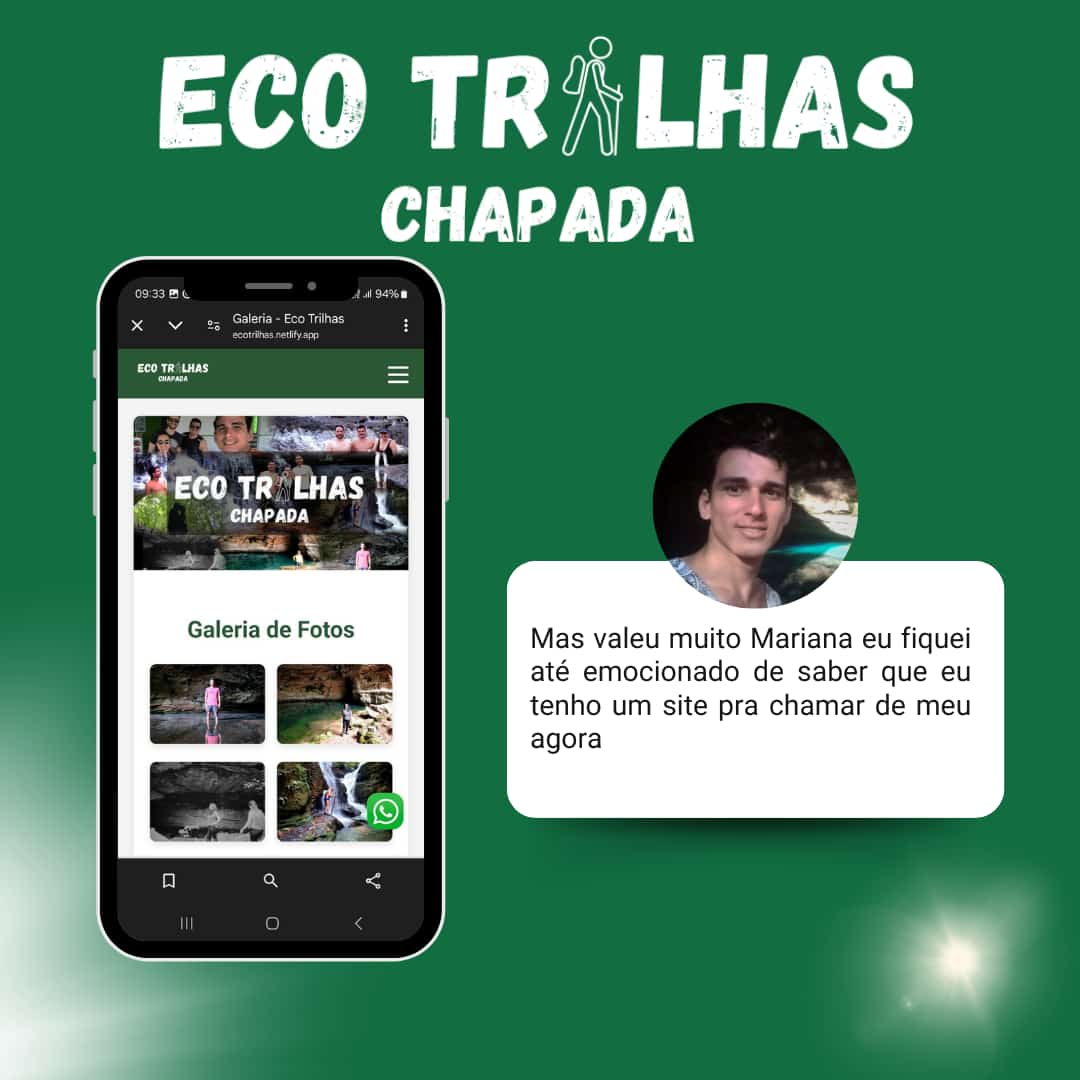 ECO TRILHAS
CHAPADA
09:33
94%
Galeria - Eco Trilhas
ecotrilhas.netlify.app
ECO TRILHAS
CHAPADA
ECO TRILHAS
CHAPADA
Galeria de Fotos
Mas valeu muito Mariana eu fiquei
até emocionado de saber que eu
tenho um site pra chamar de meu
agora